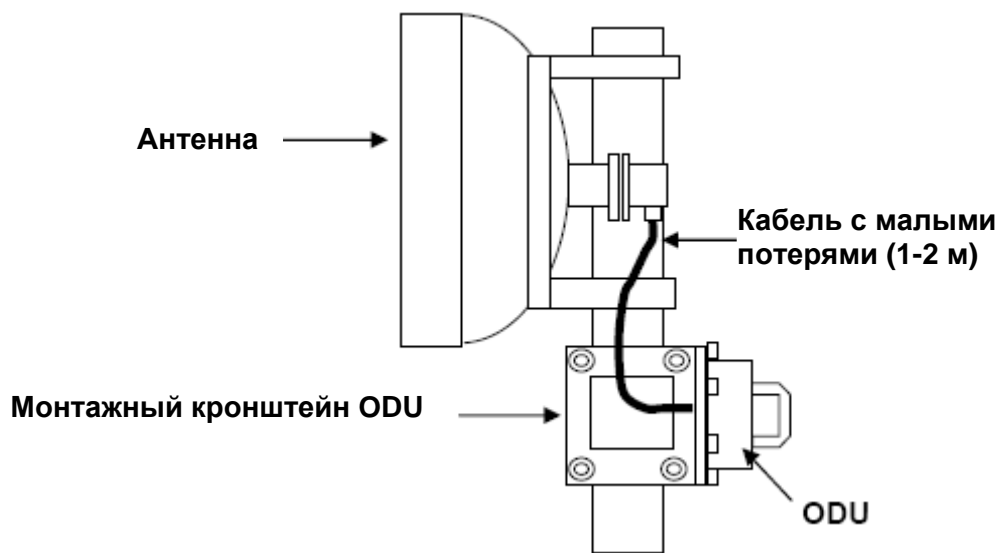 Антенна
Кабель с малыми
потерями (1-2 м)
Монтажный кронштейн ODU
ODU